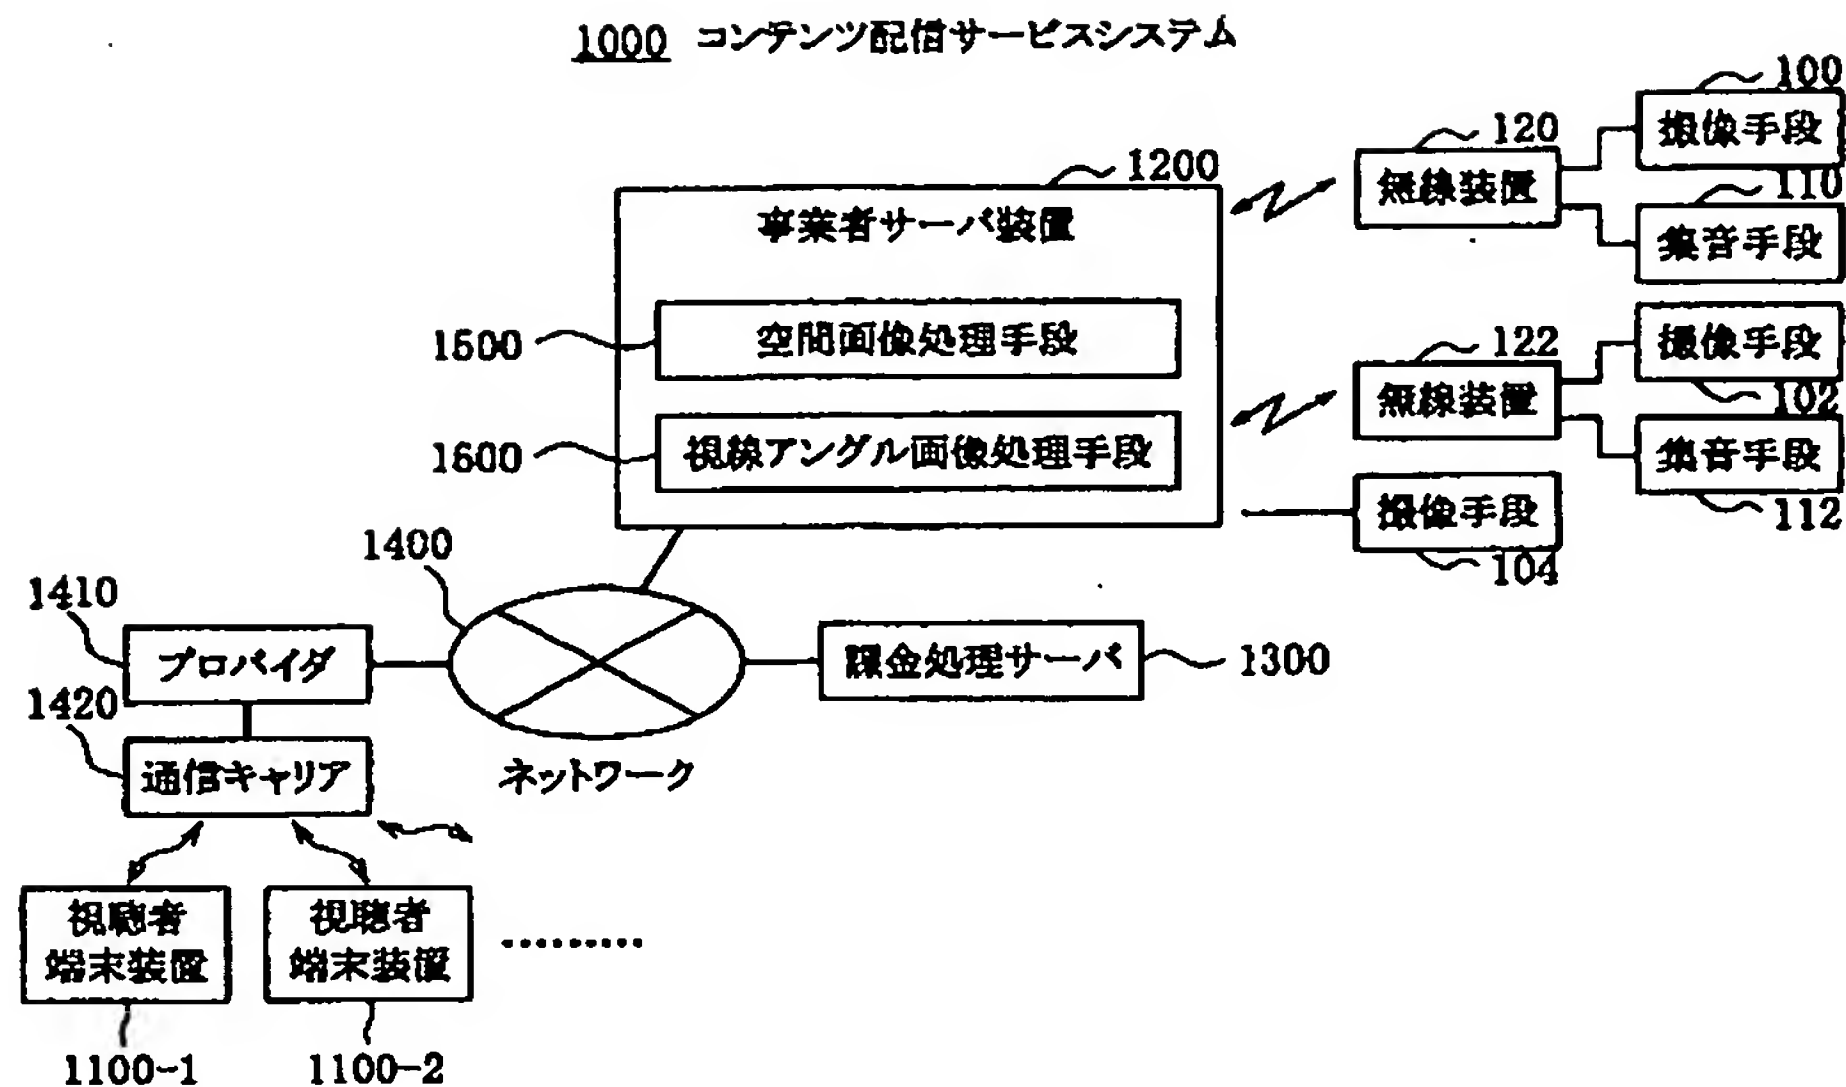 1000 コンテンツ配信サービスシステム
100
撮像手段
120
無線装置
110
集音手段
1200
事業者サーバ装置
1500
空間画像処理手段
122
無線装置
撮像手段
102
1600
視線アングル画像処理手段
集音手段
112
撮像手段
104
1400
1410
プロバイダ
課金処理サーバ
1300
1420
通信キャリア
ネットワーク
視聴者
端末装置
視聴者
端末装置
………
1100-1
1100-2